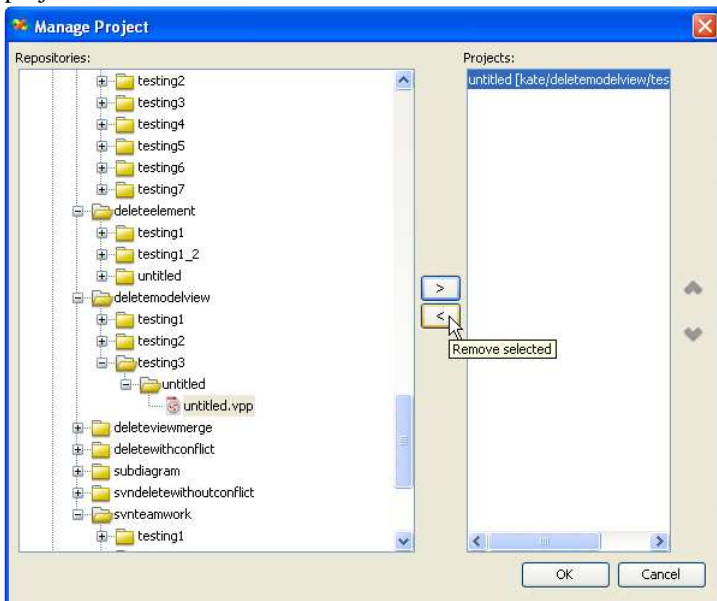 Manage Project
Repositories:
Projects:
testing2
testing3
testing4
testing5
testing6
testing7
deleteelement
testing1
testing1_2
untitled
deletemodelview
testing1
testing2
testing3
untitled
untitled.vpp
deleteviewmerge
deletewithconflict
subdiagram
svndeletewithoutconflict
svnteamwork
testing1
untitled [kate/deletemodelview/tes
>
<
Remove selected
OK
Cancel